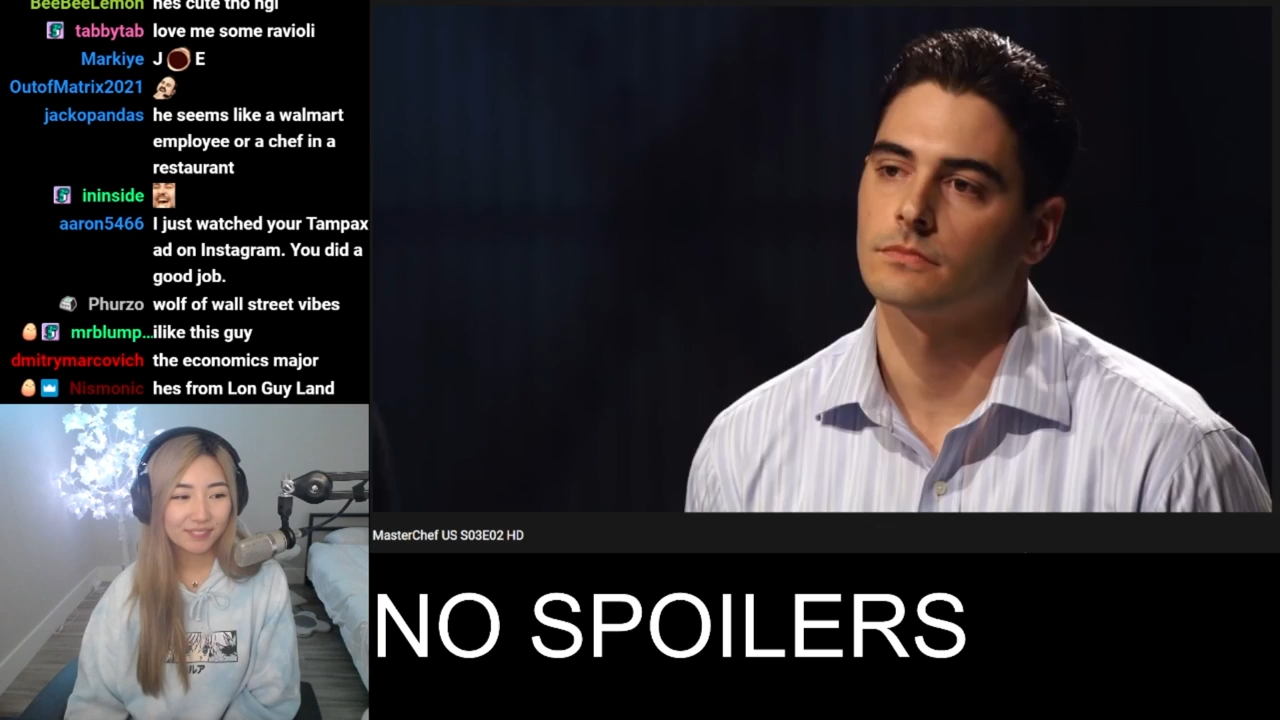 BeeBeeLemon hes cute tho ngl
tabbytab love me some ravioli
Markiye J E
OutofMatrix2021
jackopandas he seems like a walmart
employee or a chef in a
restaurant
ininside
aaron5466 I just watched your Tampax
ad on Instagram. You did a
good job.
Phurzo wolf of wall street vibes
mrblump... ilike this guy
dmitrymarcovich the economics major
Nismonic hes from Lon Guy Land
MasterChef US S03E02 HD
NO SPOILERS